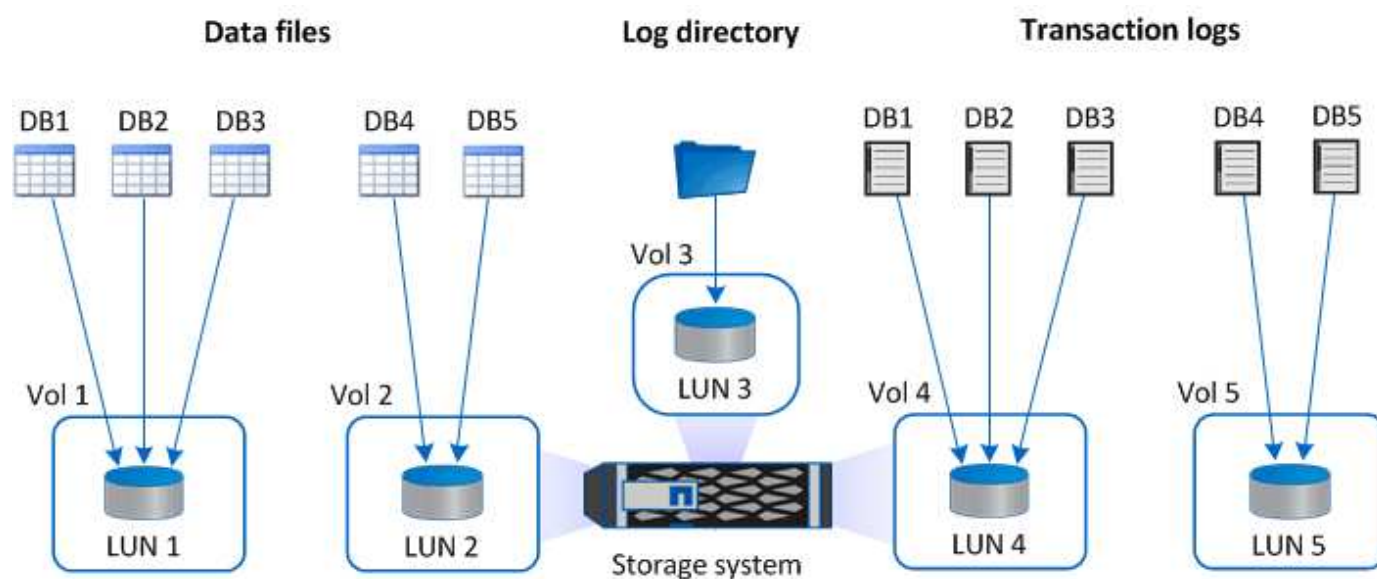 Data files
Log directory
Transaction logs
DB1 DB2 DB3 DB4 DB5
DB1 DB2 DB3 DB4 DB5
Vol 3
LUN 3
Vol 1
LUN 1
Vol 2
LUN 2
Vol 4
LUN 4
Vol 5
LUN 5
Storage system